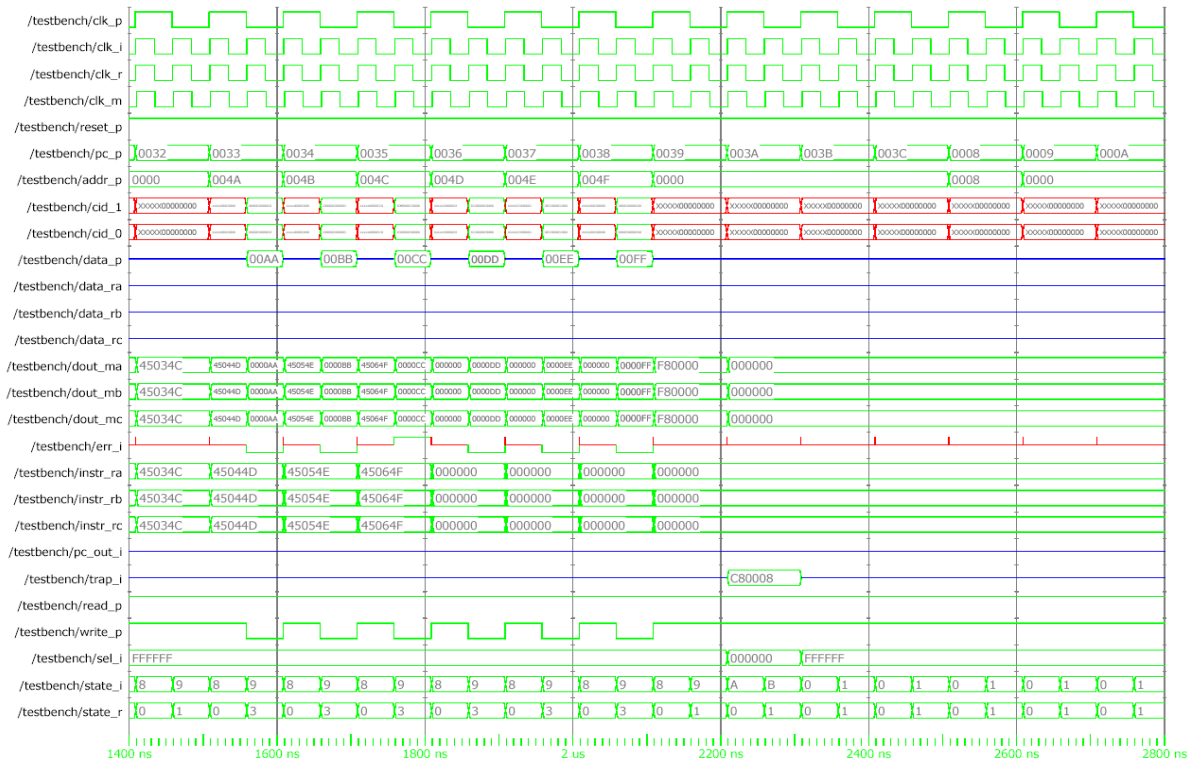 /testbench/clk_p
/testbench/clk_i
/testbench/clk_r
/testbench/clk_m
/testbench/reset_p
/testbench/pc_p 0032 0033 0034 0035 0036 0037 0038 0039 003A 003B 003C 0008 0009 000A
/testbench/addr_p 0000 004A 004B 004C 004D 004E 004F 0000 0008 0000
/testbench/cid_1 XXXXX00000000 XXXXX00000000 XXXXX00000000 XXXXX00000000 XXXXX00000000 XXXXX00000000 XXXXX00000000 XXXXX00000000
/testbench/cid_0 XXXXX00000000 XXXXX00000000 XXXXX00000000 XXXXX00000000 XXXXX00000000 XXXXX00000000 XXXXX00000000 XXXXX00000000
/testbench/data_p 00AA 00BB 00CC 00DD 00EE 00FF
/testbench/data_ra
/testbench/data_rb
/testbench/data_rc
/testbench/dout_ma 45034C 45044D 0000AA 45054E 0000BB 45064F 0000CC 000000 0000DD 000000 0000EE 000000 0000FF F80000 000000
/testbench/dout_mb 45034C 45044D 0000AA 45054E 0000BB 45064F 0000CC 000000 0000DD 000000 0000EE 000000 0000FF F80000 000000
/testbench/dout_mc 45034C 45044D 0000AA 45054E 0000BB 45064F 0000CC 000000 0000DD 000000 0000EE 000000 0000FF F80000 000000
/testbench/err_i
/testbench/instr_ra 45034C 45044D 45054E 45064F 000000 000000 000000 000000
/testbench/instr_rb 45034C 45044D 45054E 45064F 000000 000000 000000 000000
/testbench/instr_rc 45034C 45044D 45054E 45064F 000000 000000 000000 000000
/testbench/pc_out_i
/testbench/trap_i C80008
/testbench/read_p
/testbench/write_p
/testbench/sel_i FFFFFF 000000 FFFFFF
/testbench/state_i 8 9 8 9 8 9 8 9 8 9 8 9 8 9 8 9 A B 0 1 0 1 0 1 0 1 0 1
/testbench/state_r 0 1 0 3 0 3 0 3 0 3 0 3 0 3 0 1 0 1 0 1 0 1 0 1 0 1 0 1
1400 ns 1600 ns 1800 ns 2 us 2200 ns 2400 ns 2600 ns 2800 ns